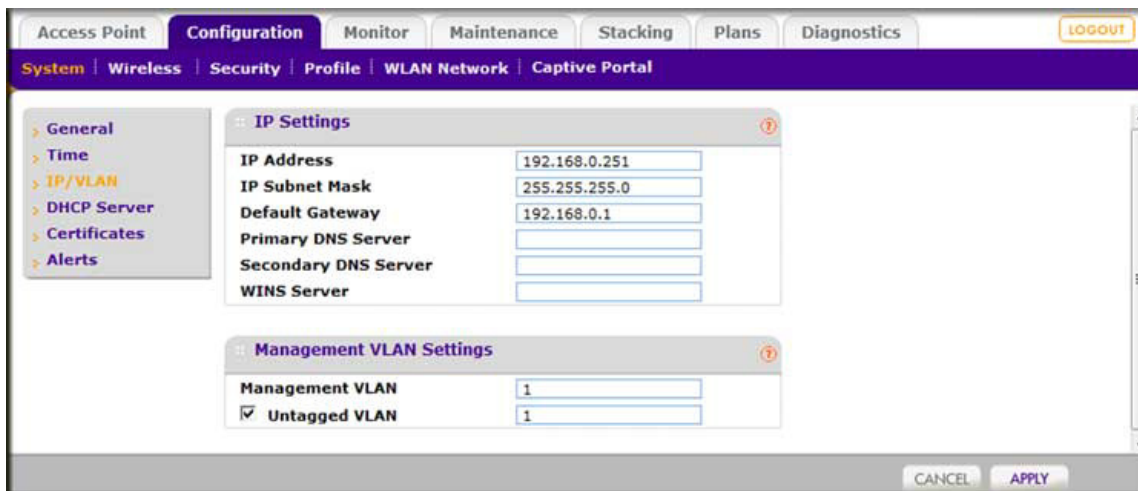 Access Point Configuration Monitor Maintenance Stacking Plans Diagnostics LOGOUT
System Wireless Security Profile WLAN Network Captive Portal
General
Time
IP/VLAN
DHCP Server
Certificates
Alerts
IP Settings ?
IP Address 192.168.0.251
IP Subnet Mask 255.255.255.0
Default Gateway 192.168.0.1
Primary DNS Server
Secondary DNS Server
WINS Server
Management VLAN Settings ?
Management VLAN 1
Untagged VLAN 1
CANCEL APPLY